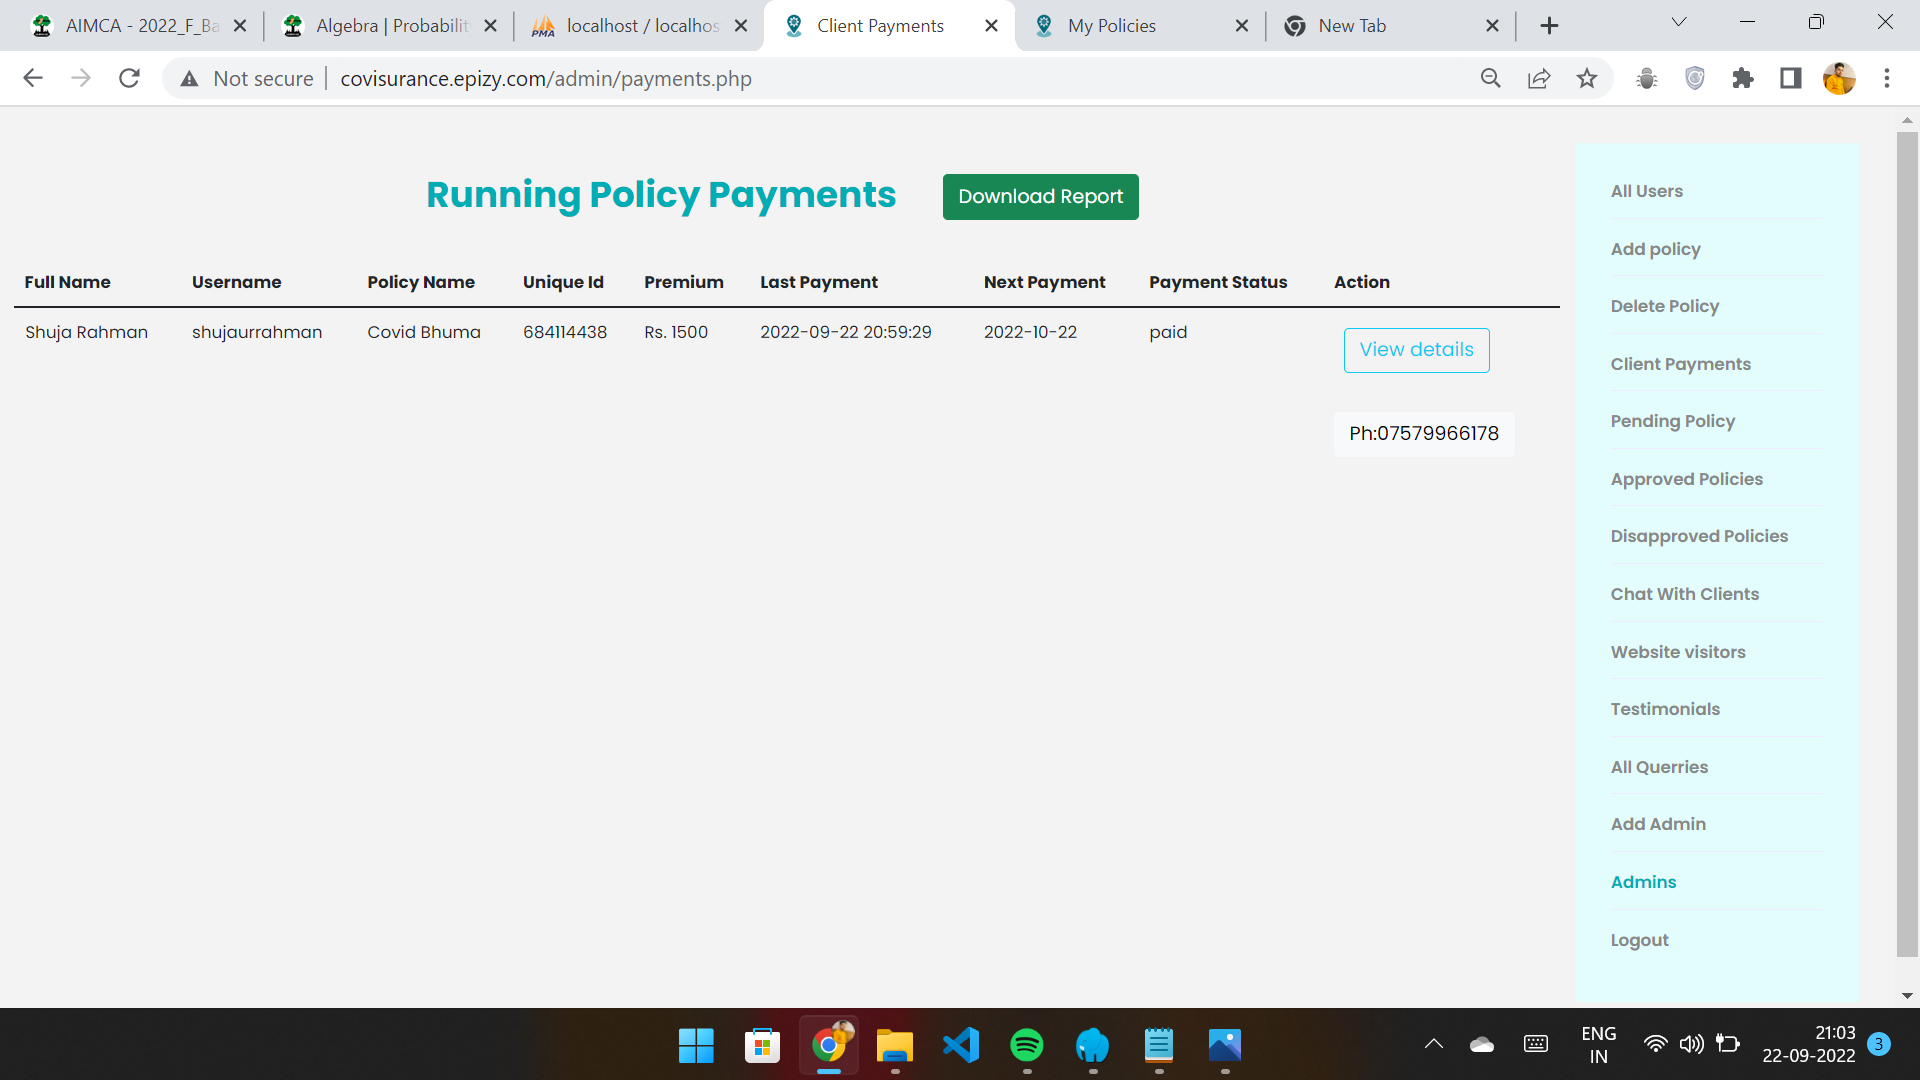 AIMCA - 2022_F_Ba
Algebra | Probabilit
PMA localhost / localhos
Client Payments
My Policies
New Tab
Not secure covisurance.epizy.com/admin/payments.php
Running Policy Payments
Download Report
Full Name Username Policy Name Unique Id Premium Last Payment Next Payment Payment Status Action
Shuja Rahman shujaurrahman Covid Bhuma 684114438 Rs. 1500 2022-09-22 20:59:29 2022-10-22 paid View details
Ph:07579966178
All Users
Add policy
Delete Policy
Client Payments
Pending Policy
Approved Policies
Disapproved Policies
Chat With Clients
Website visitors
Testimonials
All Querries
Add Admin
Admins
Logout
ENG
IN
21:03
22-09-2022
3